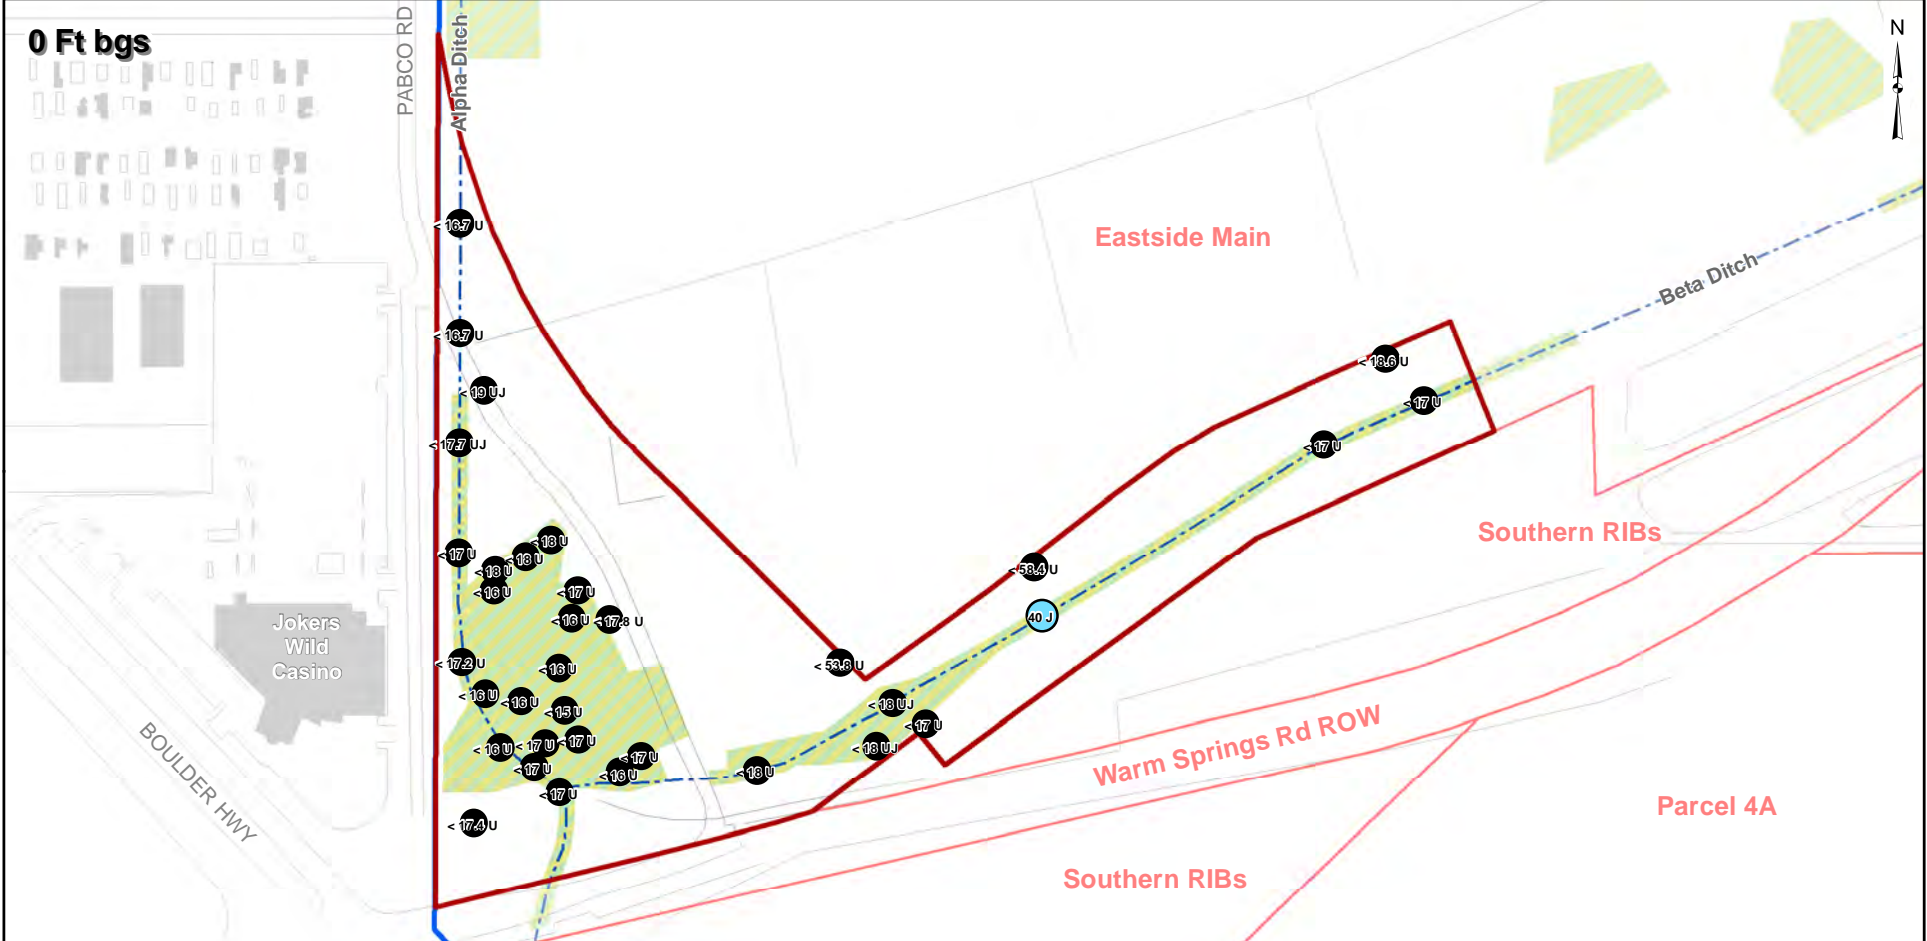 0 Ft bgs
PABCO RD
Alpha Ditch
N
< 16.7 U
Eastside Main
Beta Ditch
< 16.7 U
< 18.6 U
< 19 UJ
< 17 U
< 17.7 UJ
< 17 U
Southern RIBs
< 18 U
< 17 U
< 18 U
< 18 U
< 58.4 U
< 16 U
< 17 U
40 J
< 16 U
< 17.8 U
Jokers
Wild
Casino
< 17.2 U
< 16 U
< 53.8 U
< 16 U
< 16 U
< 18 UJ
< 15 U
< 17 U
Warm Springs Rd ROW
BOULDER HWY
< 16 U
< 17 U
< 17 U
< 18 UJ
< 17 U
< 17 U
< 16 U
< 18 U
< 17 U
Parcel 4A
< 17.4 U
Southern RIBs